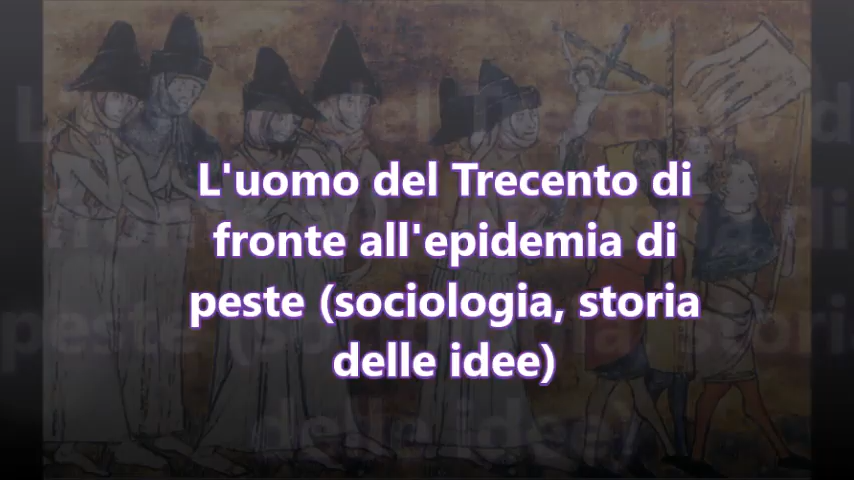 L'uomo del Trecento di
fronte all'epidemia di
peste (sociologia, storia
delle idee)